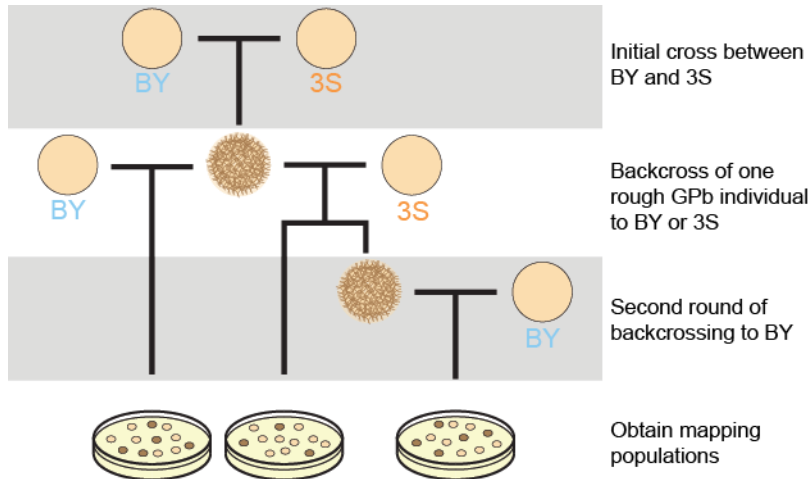 BY
3S
Initial cross between
BY and 3S
BY
3S
Backcross of one
rough GPb individual
to BY or 3S
BY
Second round of
backcrossing to BY
Obtain mapping
populations